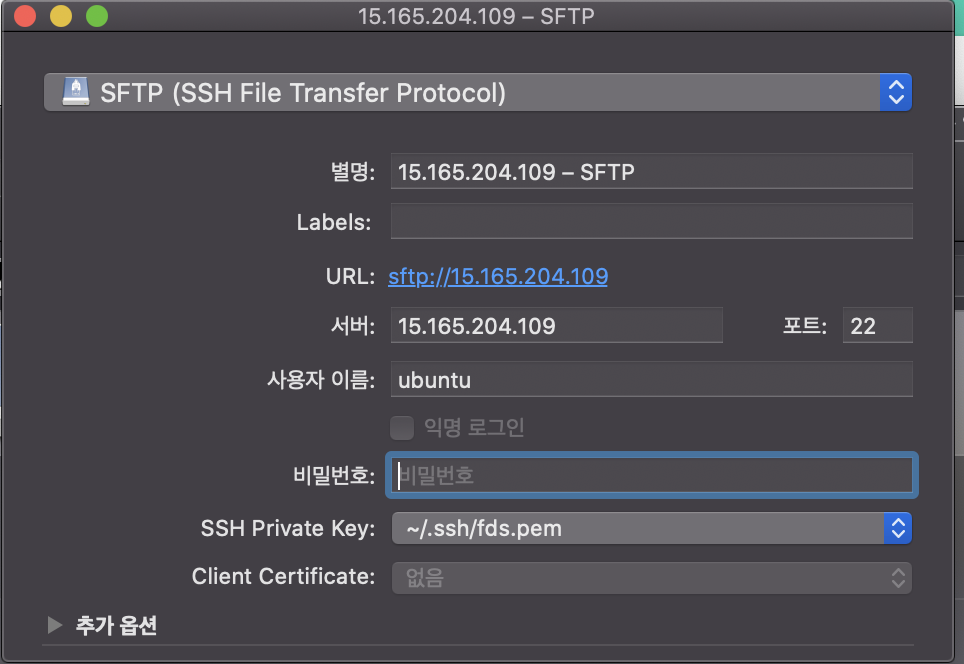 15.165.204.109 – SFTP
SFTP (SSH File Transfer Protocol)
별명: 15.165.204.109 – SFTP
Labels:
URL: sftp://15.165.204.109
서버: 15.165.204.109 포트: 22
사용자 이름: ubuntu
익명 로그인
비밀번호: 비밀번호
SSH Private Key: ~/.ssh/fds.pem
Client Certificate: 없음
추가 옵션